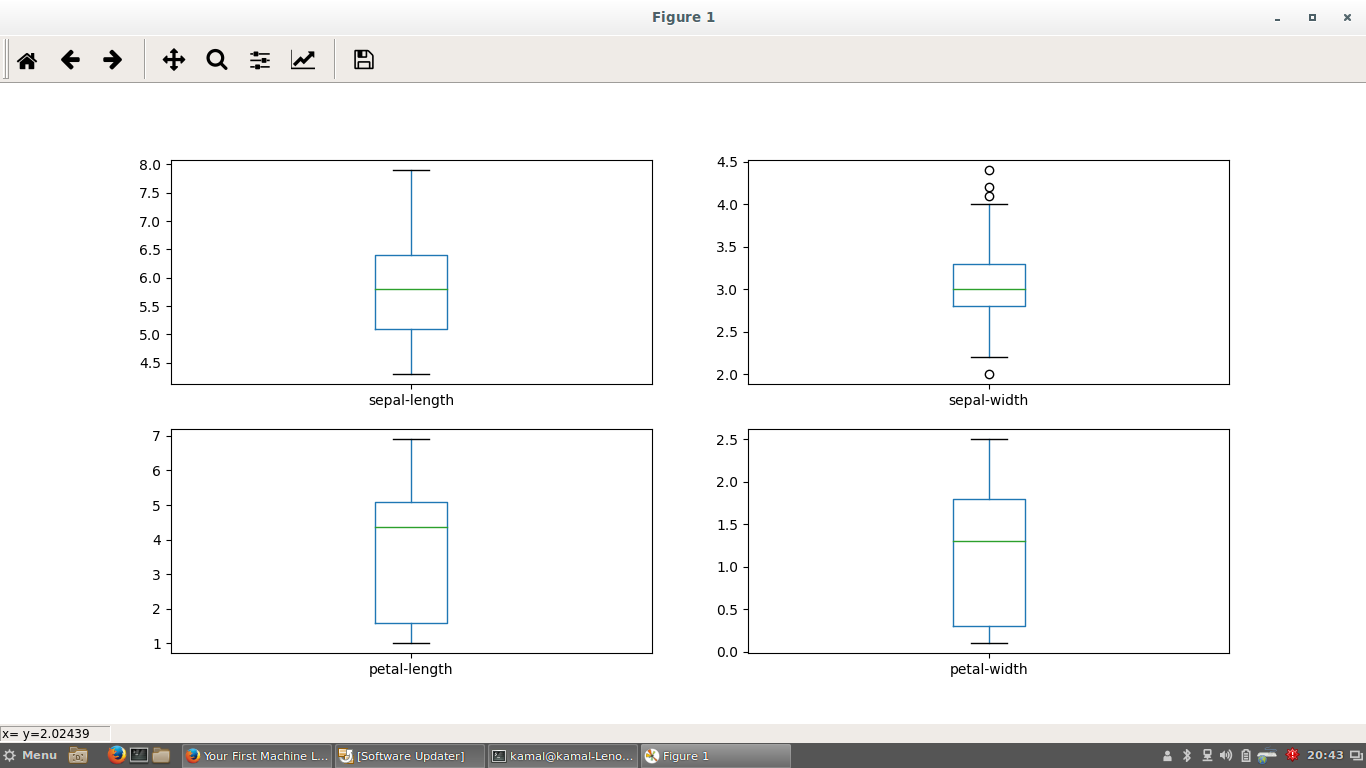 Figure 1
8.0
7.5
7.0
6.5
6.0
5.5
5.0
4.5
sepal-length
4.5
4.0
3.5
3.0
2.5
2.0
sepal-width
7
6
5
4
3
2
1
petal-length
2.5
2.0
1.5
1.0
0.5
0.0
petal-width
x= y=2.02439
Menu
Your First Machine L...
[Software Updater]
kamal@kamal-Leno...
Figure 1
20:43